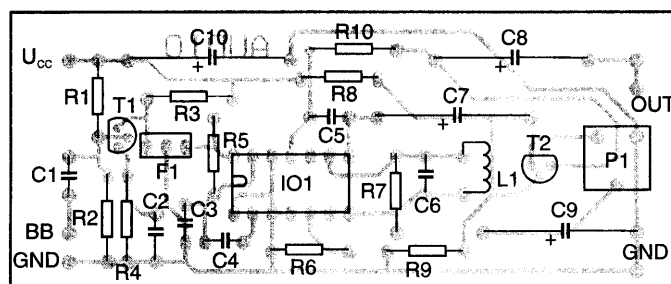 C10
R10
C8
Ucc
R1
T1
R3
R8
C7
OUT
C5
R5
T2
F1
C1
IO1
R7
L1
P1
C6
R2
C2
C3
C9
BB
R4
C4
R6
R9
GND
GND